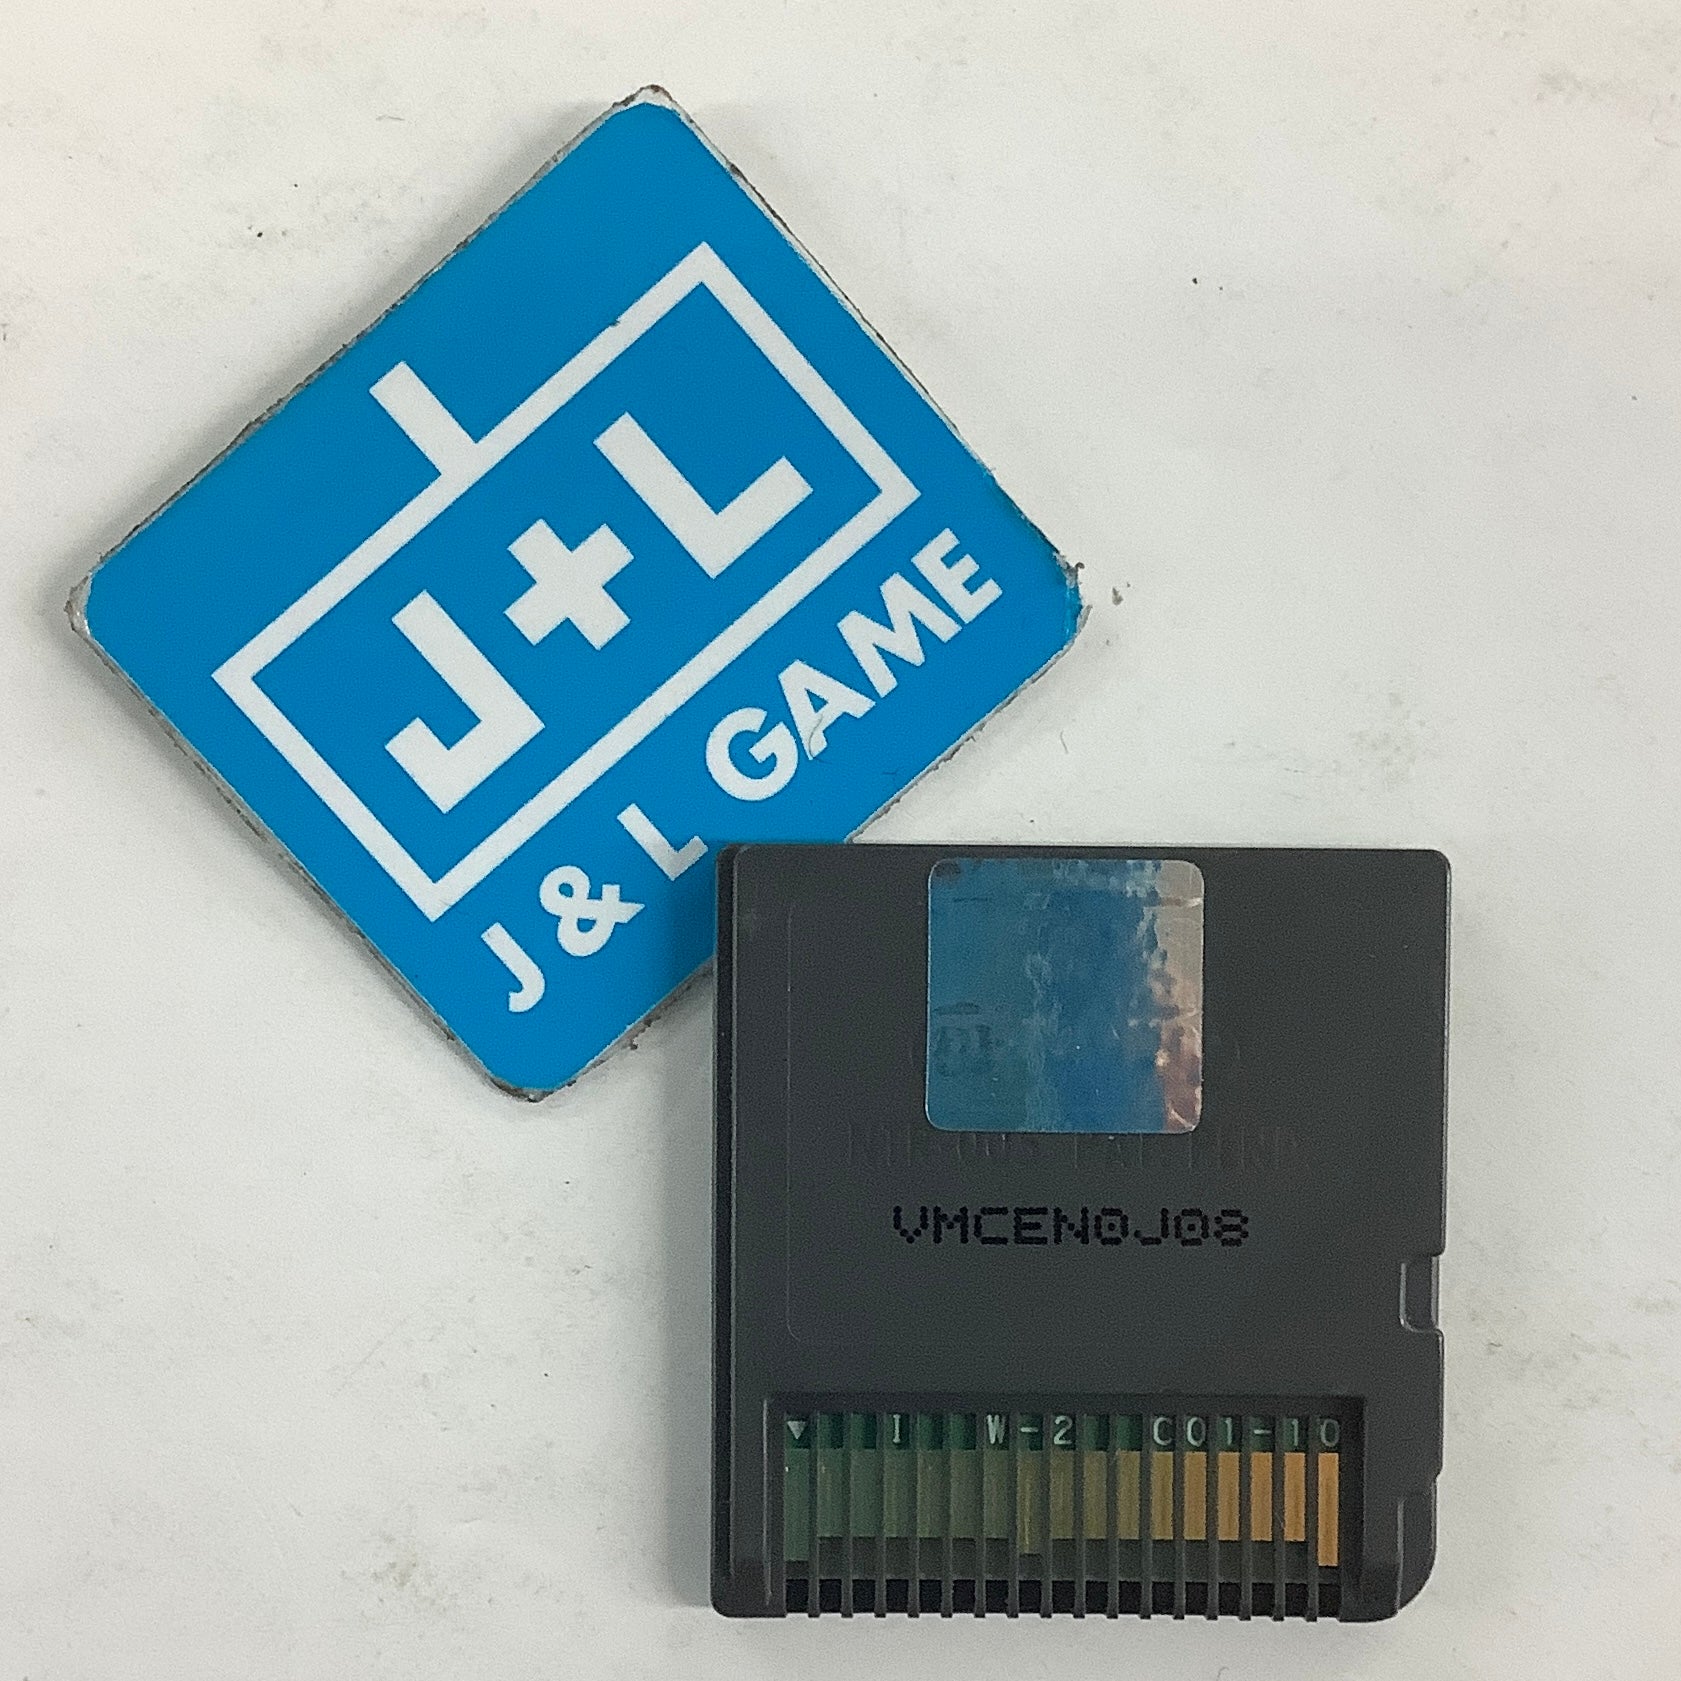 J+L
J & L GAME
VMCEN0J08
▼ I W-2 C01-10